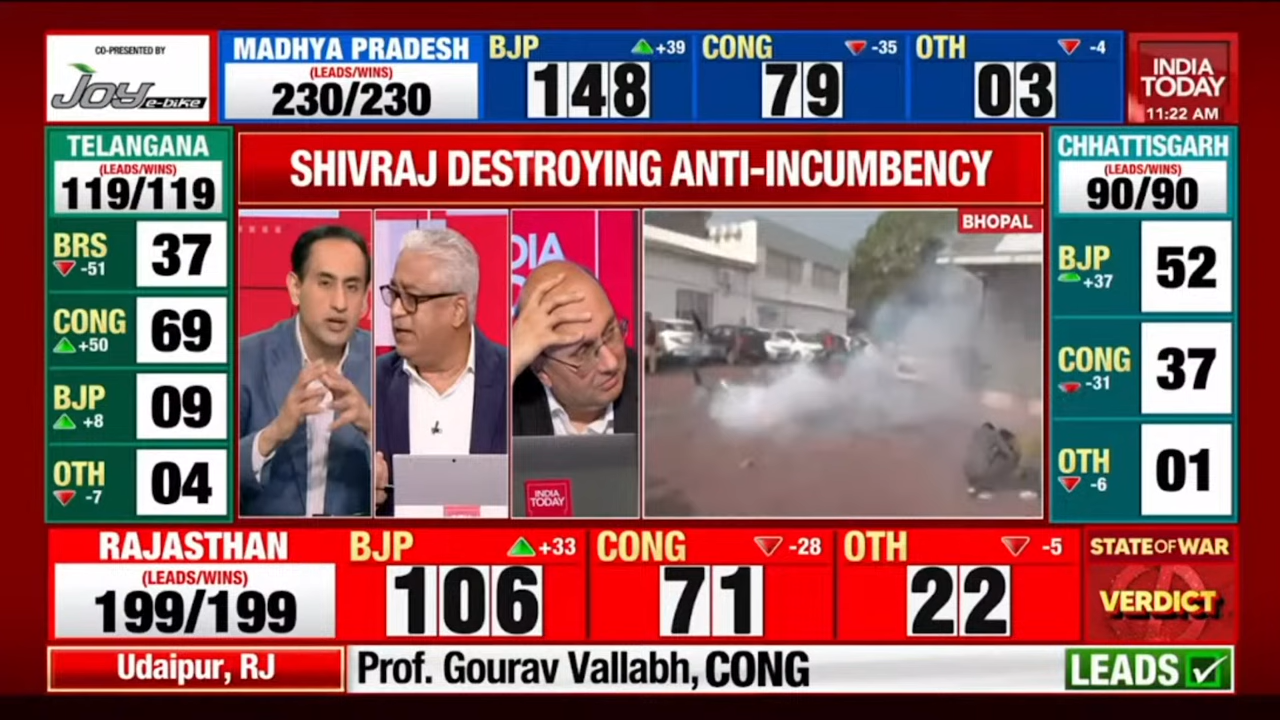 CO-PRESENTED BY
Joy e-bike
MADHYA PRADESH
(LEADS/WINS)
230/230
BJP +39
148
CONG -35
79
OTH -4
03
INDIA
TODAY
11:22 AM
TELANGANA
(LEADS/WINS)
119/119
BRS
-51
37
CONG
+50
69
BJP
+8
09
OTH
-7
04
SHIVRAJ DESTROYING ANTI-INCUMBENCY
BHOPAL
DIA
INDIA
TODAY
CHHATTISGARH
(LEADS/WINS)
90/90
BJP
+37
52
CONG
-31
37
OTH
-6
01
RAJASTHAN
(LEADS/WINS)
199/199
BJP +33
106
CONG -28
71
OTH -5
22
STATE OF WAR
VERDICT
Udaipur, RJ
Prof. Gourav Vallabh, CONG
LEADS